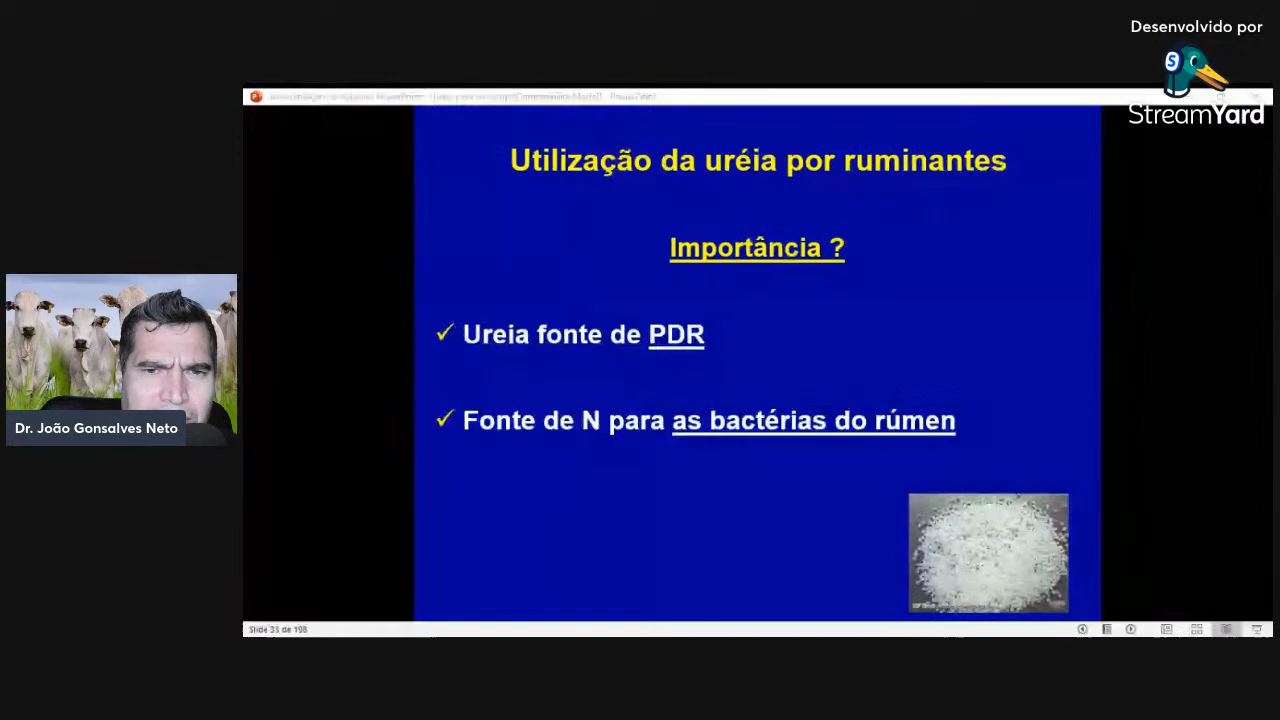 Desenvolvido por
S
StreamYard
Utilização da uréia por ruminantes
Importância ?
✓ Ureia fonte de PDR
✓ Fonte de N para as bactérias do rúmen
Dr. João Gonsalves Neto
Slide 33 de 198